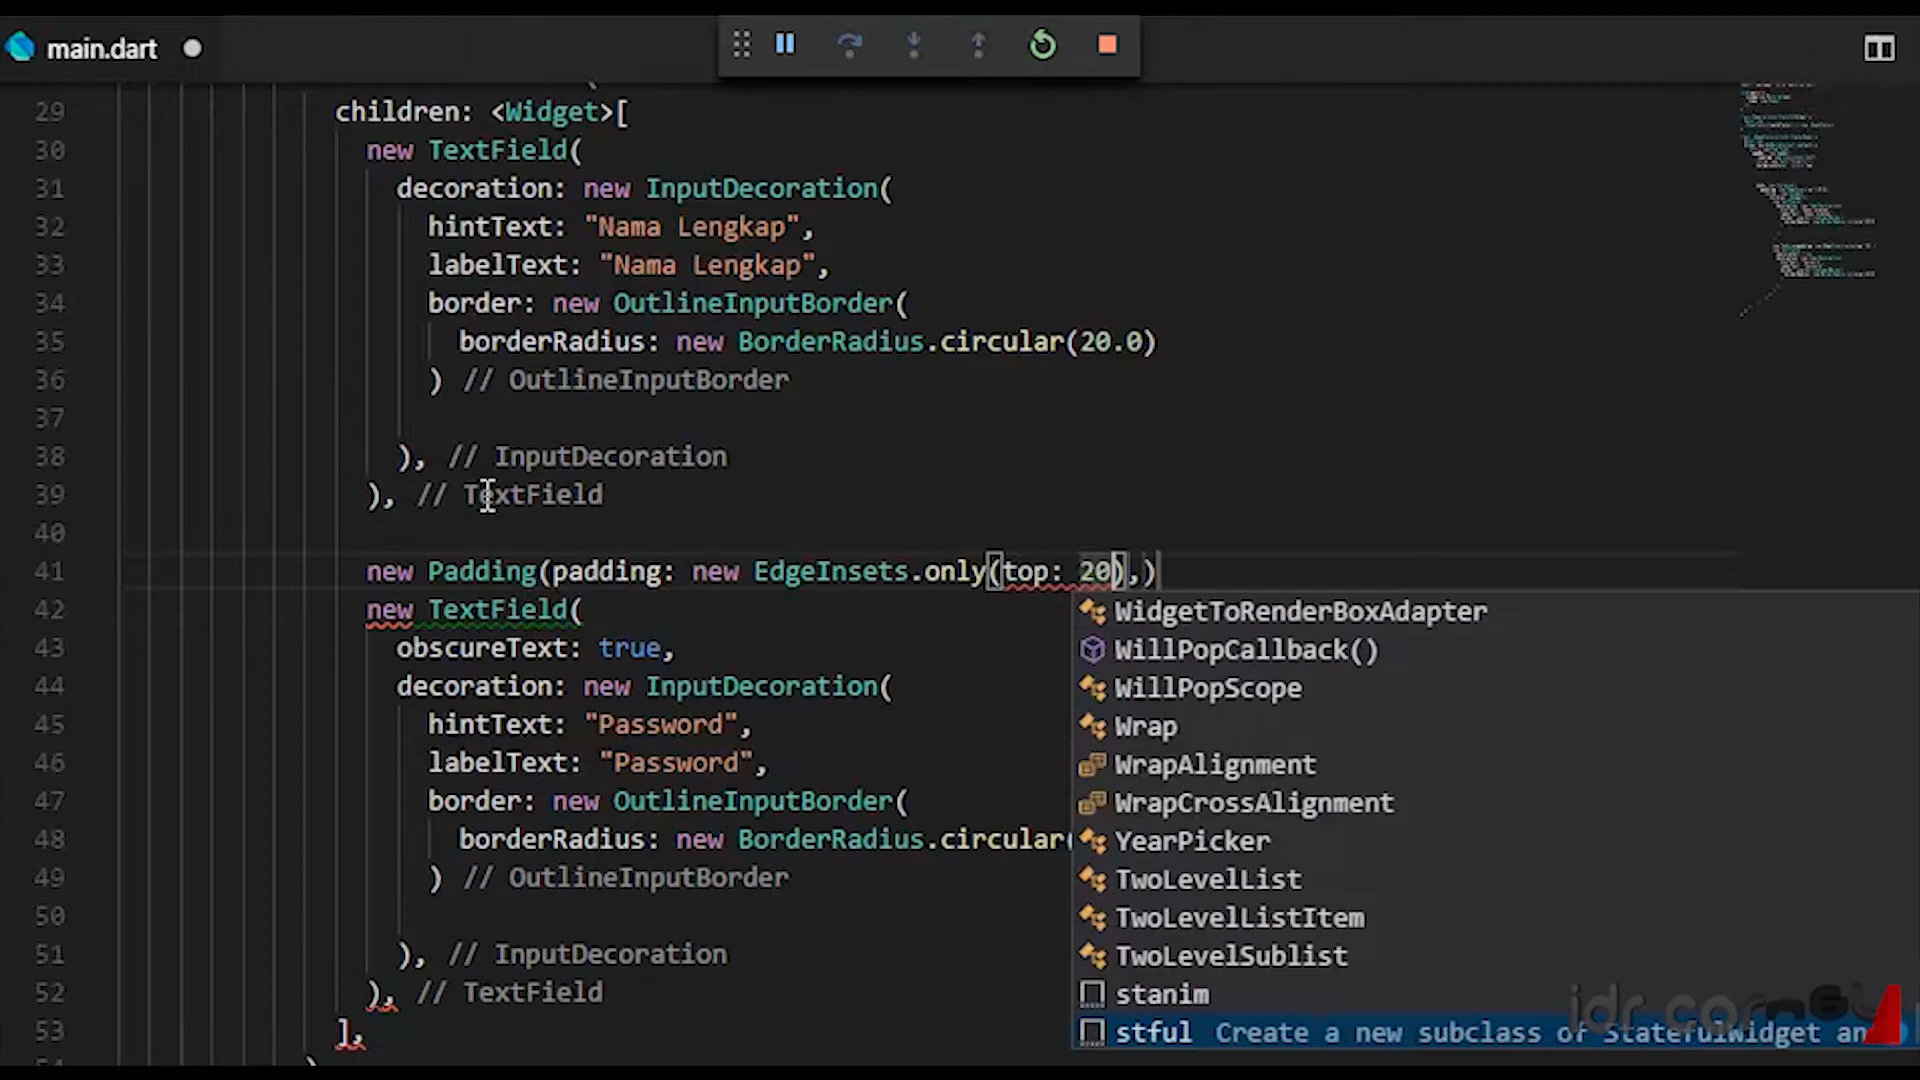 main.dart
29 children: <Widget>[
30 new TextField(
31 decoration: new InputDecoration(
32 hintText: "Nama Lengkap",
33 labelText: "Nama Lengkap",
34 border: new OutlineInputBorder(
35 borderRadius: new BorderRadius.circular(20.0)
36 ) // OutlineInputBorder
37
38 ), // InputDecoration
39 ), // TextField
40
41 new Padding(padding: new EdgeInsets.only(top: 20),)
42 new TextField(
43 obscureText: true,
44 decoration: new InputDecoration(
45 hintText: "Password",
46 labelText: "Password",
47 border: new OutlineInputBorder(
48 borderRadius: new BorderRadius.circular(
49 ) // OutlineInputBorder
50
51 ), // InputDecoration
52 ), // TextField
53 ],
WidgetToRenderBoxAdapter
WillPopCallback()
WillPopScope
Wrap
WrapAlignment
WrapCrossAlignment
YearPicker
TwoLevelList
TwoLevelListItem
TwoLevelSublist
stanim
stful Create a new subclass of StatefulWidget an
idr corner